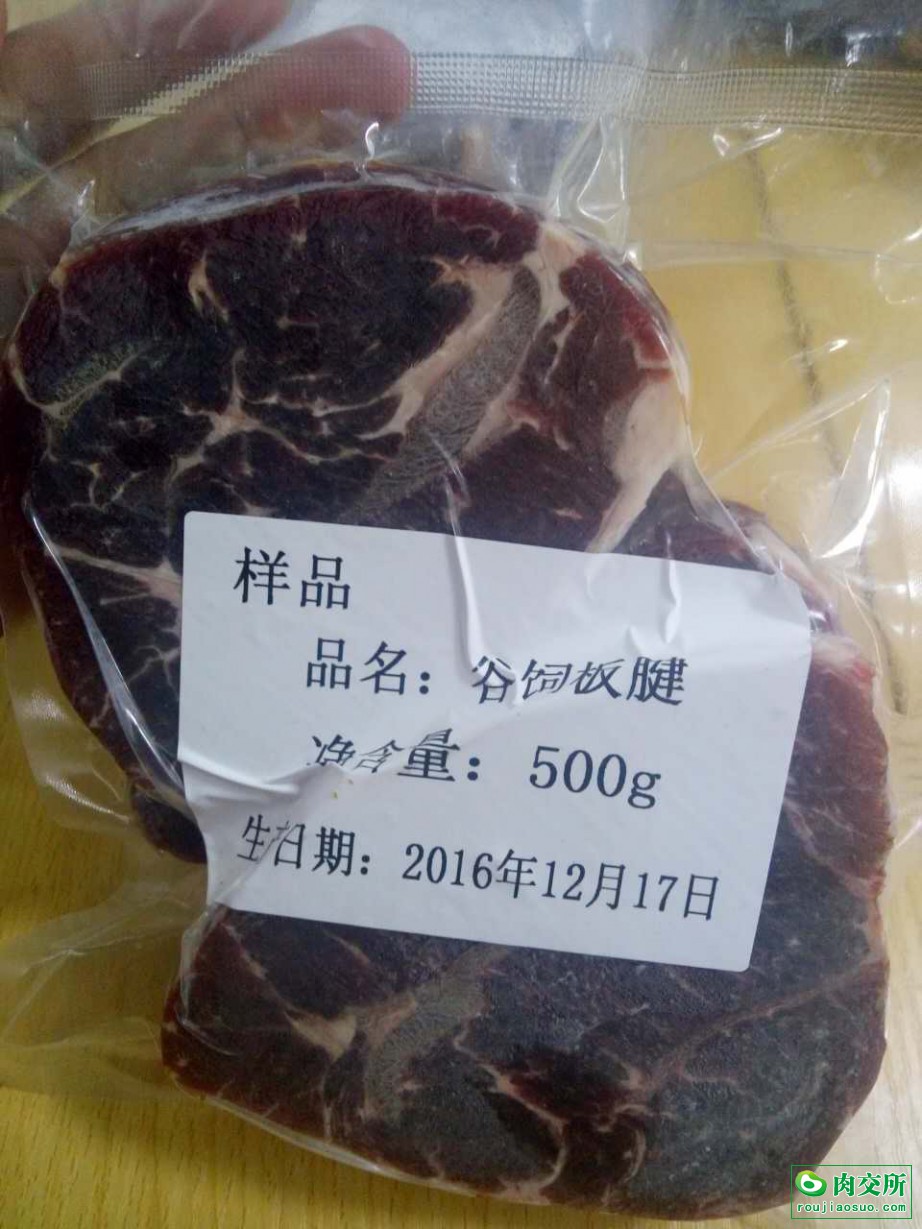 样品
品名：谷饲板腱
净含量：500g
生产日期：2016年12月17日
肉交所
roujiaosuo.com